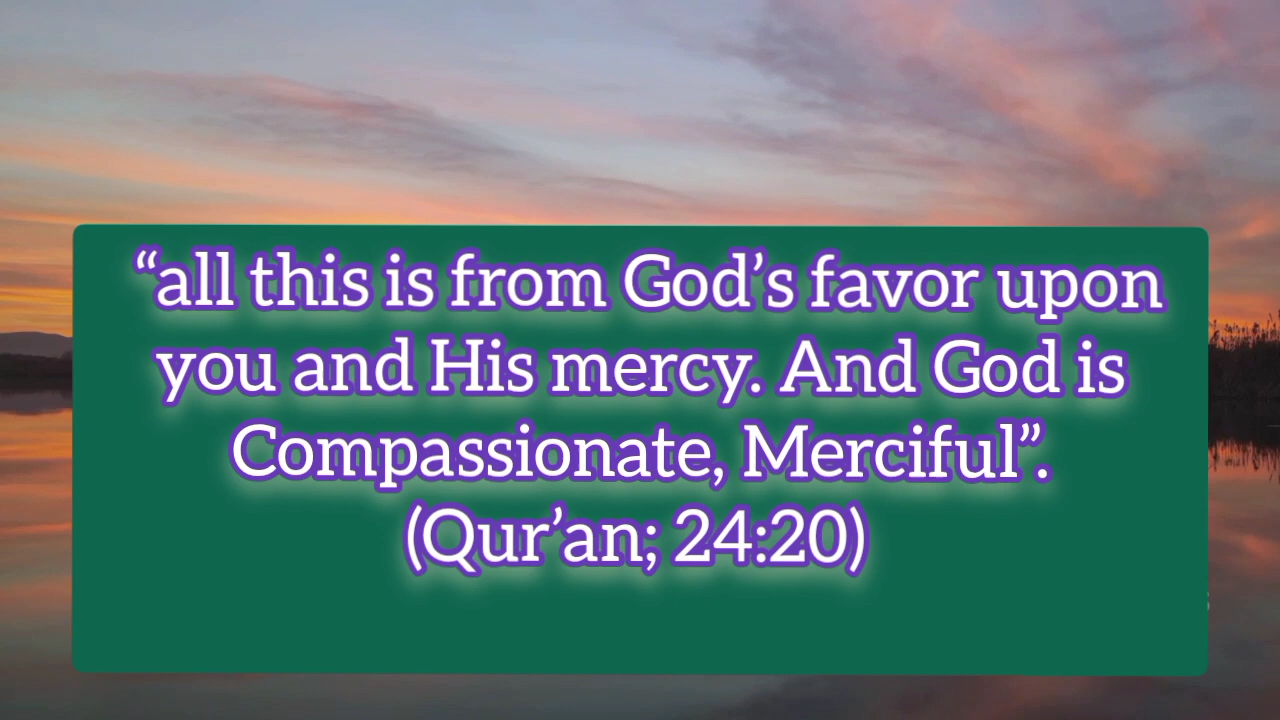 “all this is from God’s favor upon
you and His mercy. And God is
Compassionate, Merciful”.
(Qur’an; 24:20)